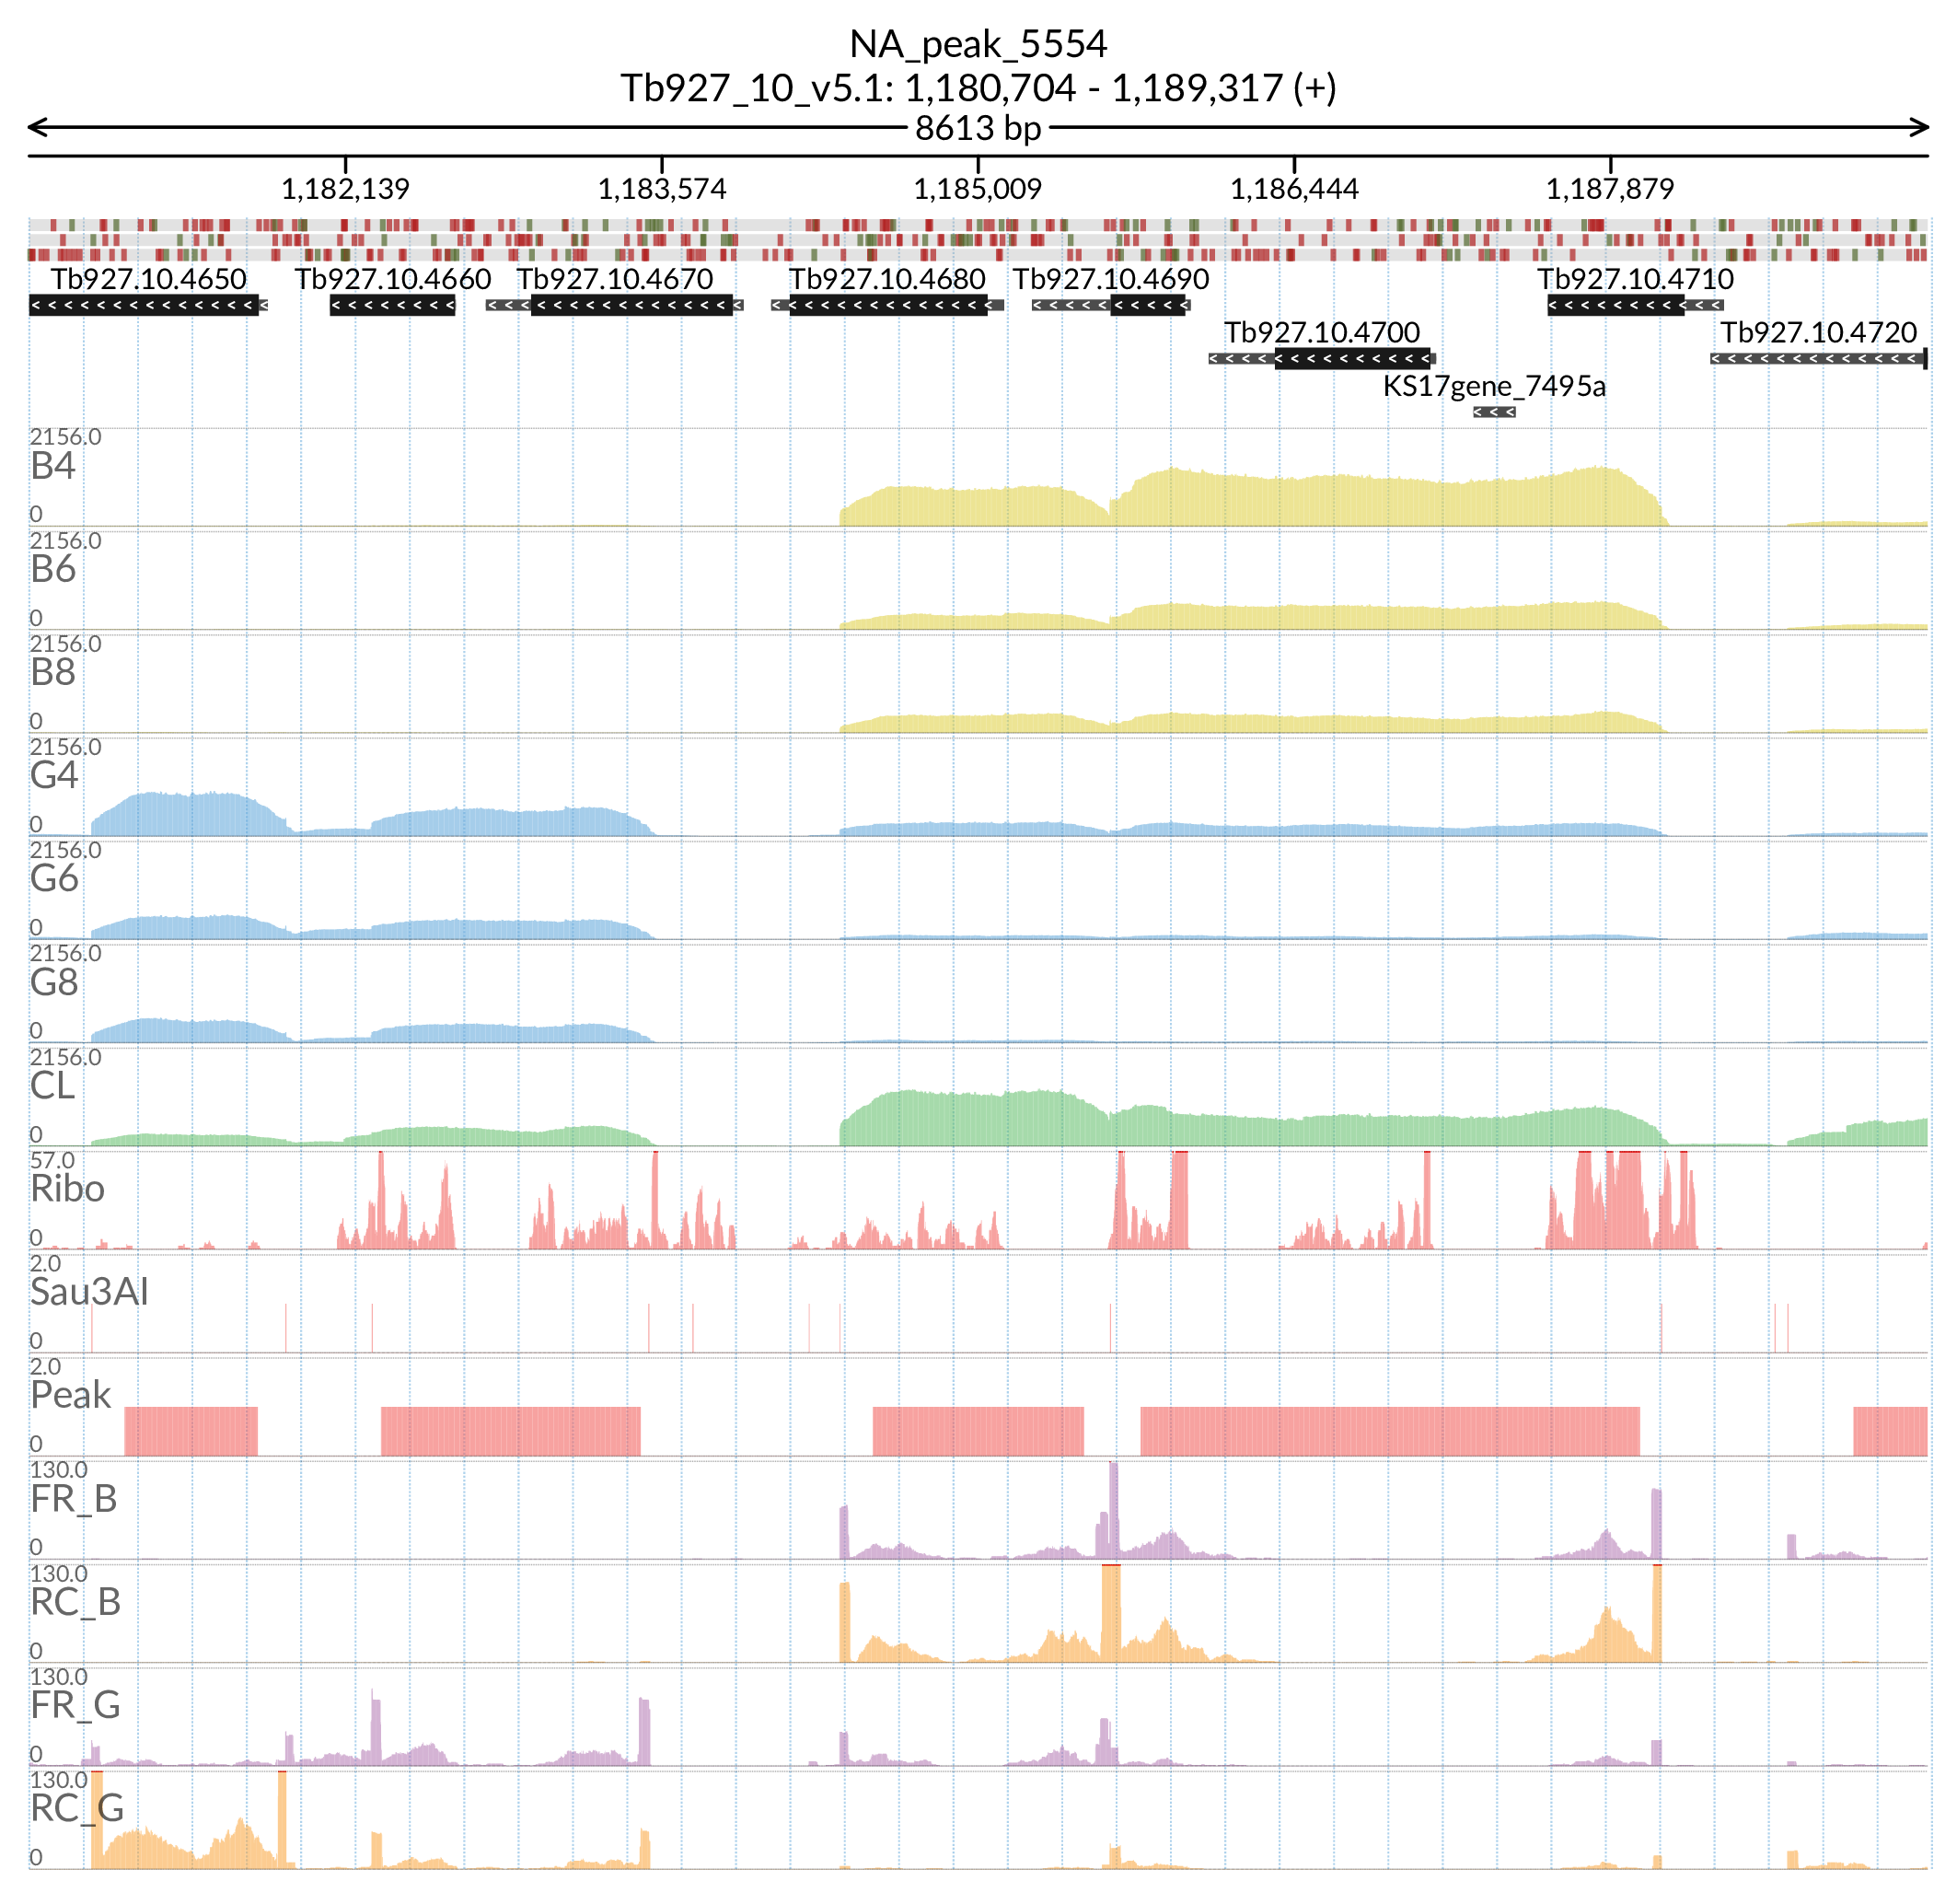 NA_peak_5554
Tb927_10_v5.1: 1,180,704 - 1,189,317 (+)
8613 bp
1,182,139 1,183,574 1,185,009 1,186,444 1,187,879
Tb927.10.4650 Tb927.10.4660 Tb927.10.4670 Tb927.10.4680 Tb927.10.4690 Tb927.10.4710
Tb927.10.4700 Tb927.10.4720
KS17gene_7495a
2156.0
B4
0
2156.0
B6
0
2156.0
B8
0
2156.0
G4
0
2156.0
G6
0
2156.0
G8
0
2156.0
CL
0
57.0
Ribo
0
2.0
Sau3AI
0
2.0
Peak
0
130.0
FR_B
0
130.0
RC_B
0
130.0
FR_G
0
130.0
RC_G
0